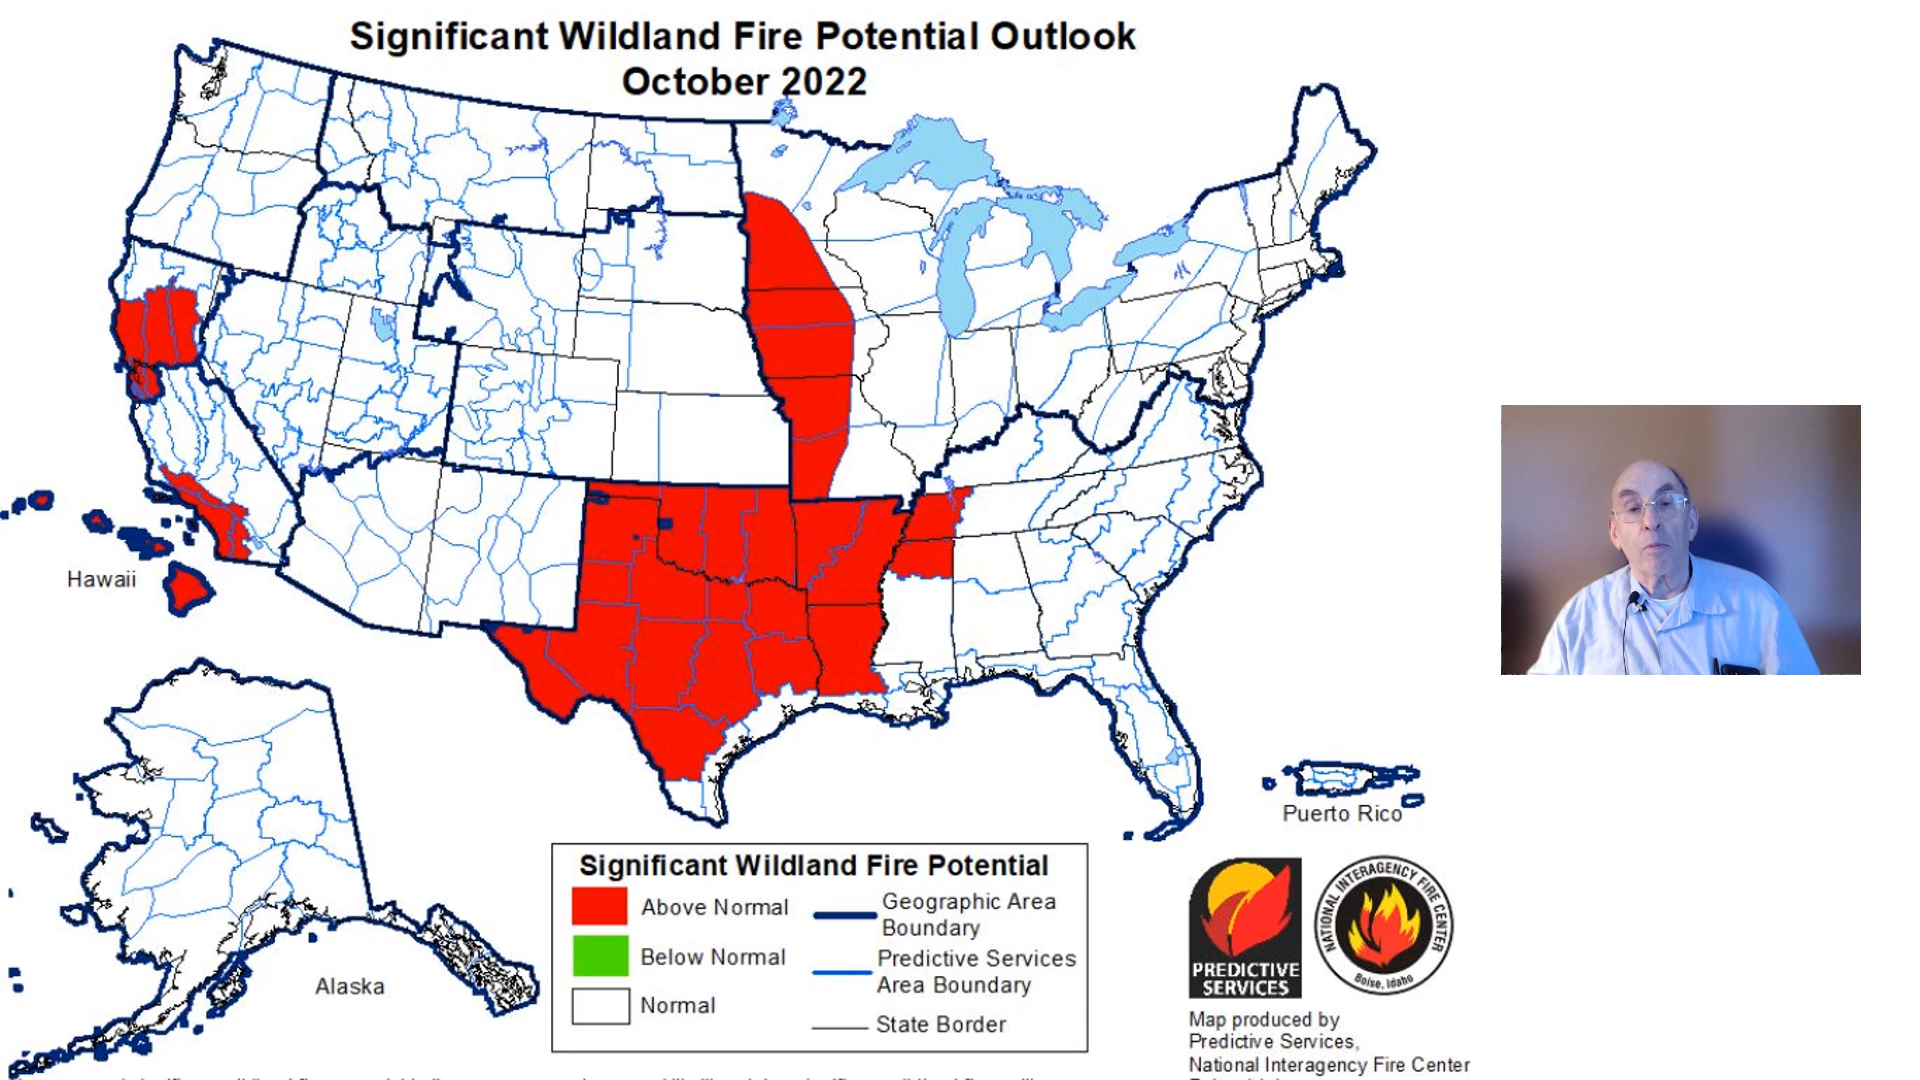 Significant Wildland Fire Potential Outlook
October 2022
Hawaii
Alaska
Puerto Rico
Significant Wildland Fire Potential
Above Normal
Below Normal
Normal
Geographic Area
Boundary
Predictive Services
Area Boundary
State Border
PREDICTIVE
SERVICES
NATIONAL INTERAGENCY FIRE CENTER
Boise, Idaho
Map produced by
Predictive Services,
National Interagency Fire Center